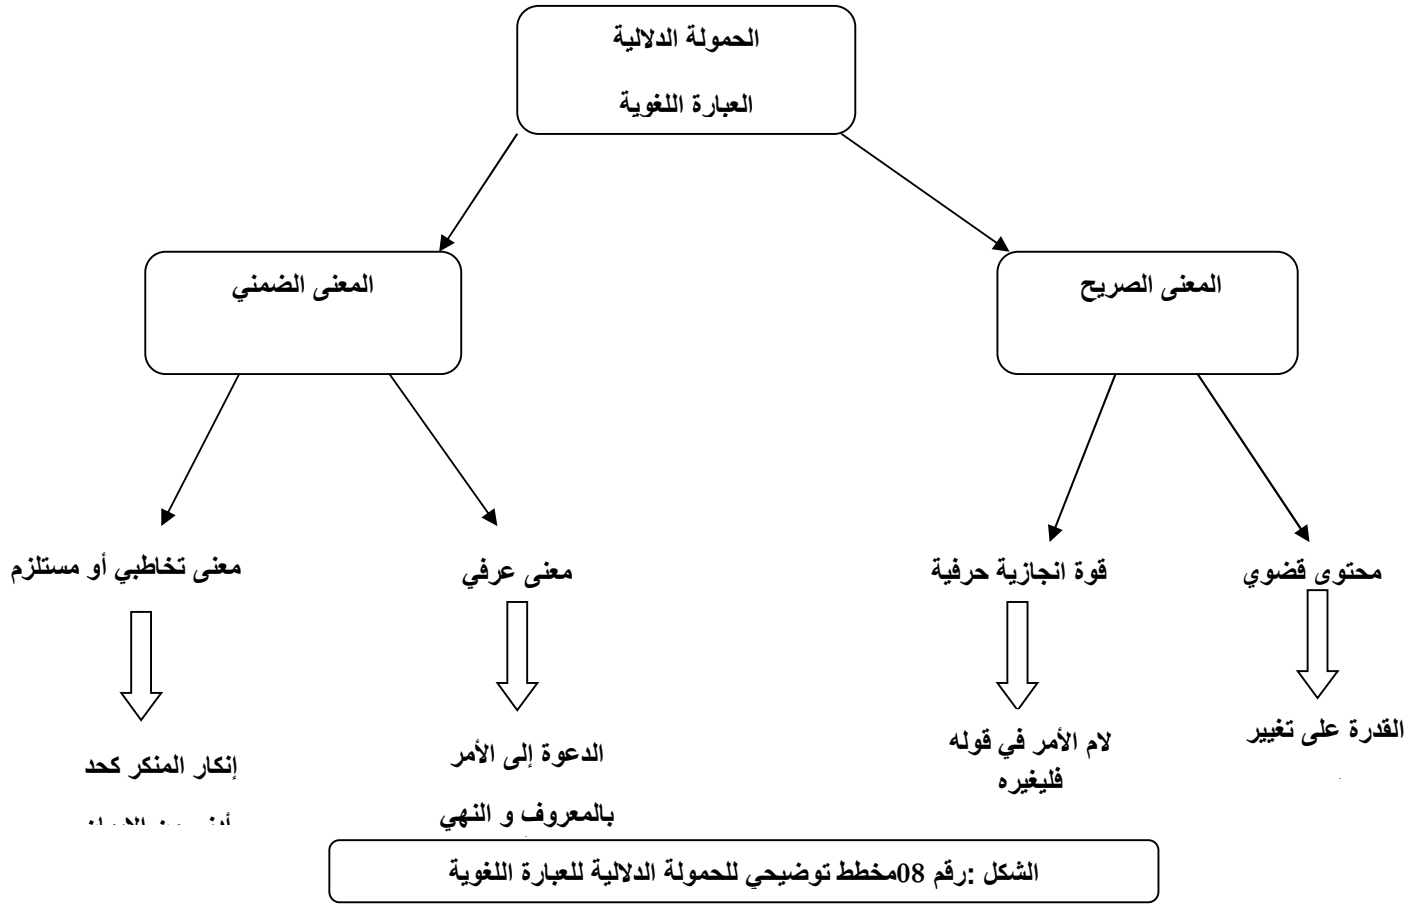 الحمولة الدلالية
العبارة اللغوية
المعنى الصريح
المعنى الضمني
محتوى قضوي
قوة انجازية حرفية
معنى عرفي
معنى تخاطبي أو مستلزم
القدرة على تغيير
لام الأمر في قوله
فليغيره
الدعوة إلى الأمر
بالمعروف و النهي
إنكار المنكر كحد
الشكل :رقم 08مخطط توضيحي للحمولة الدلالية للعبارة اللغوية